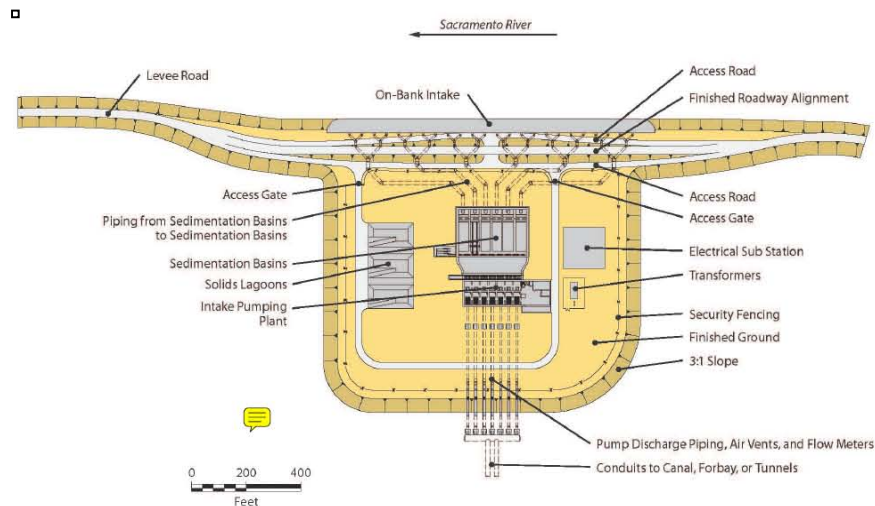 Sacramento River
Levee Road
On-Bank Intake
Access Road
Finished Roadway Alignment
Access Gate
Access Road
Access Gate
Piping from Sedimentation Basins
to Sedimentation Basins
Electrical Sub Station
Sedimentation Basins
Transformers
Solids Lagoons
Intake Pumping
Plant
Security Fencing
Finished Ground
3:1 Slope
Pump Discharge Piping, Air Vents, and Flow Meters
Conduits to Canal, Forbay, or Tunnels
0 200 400
Feet